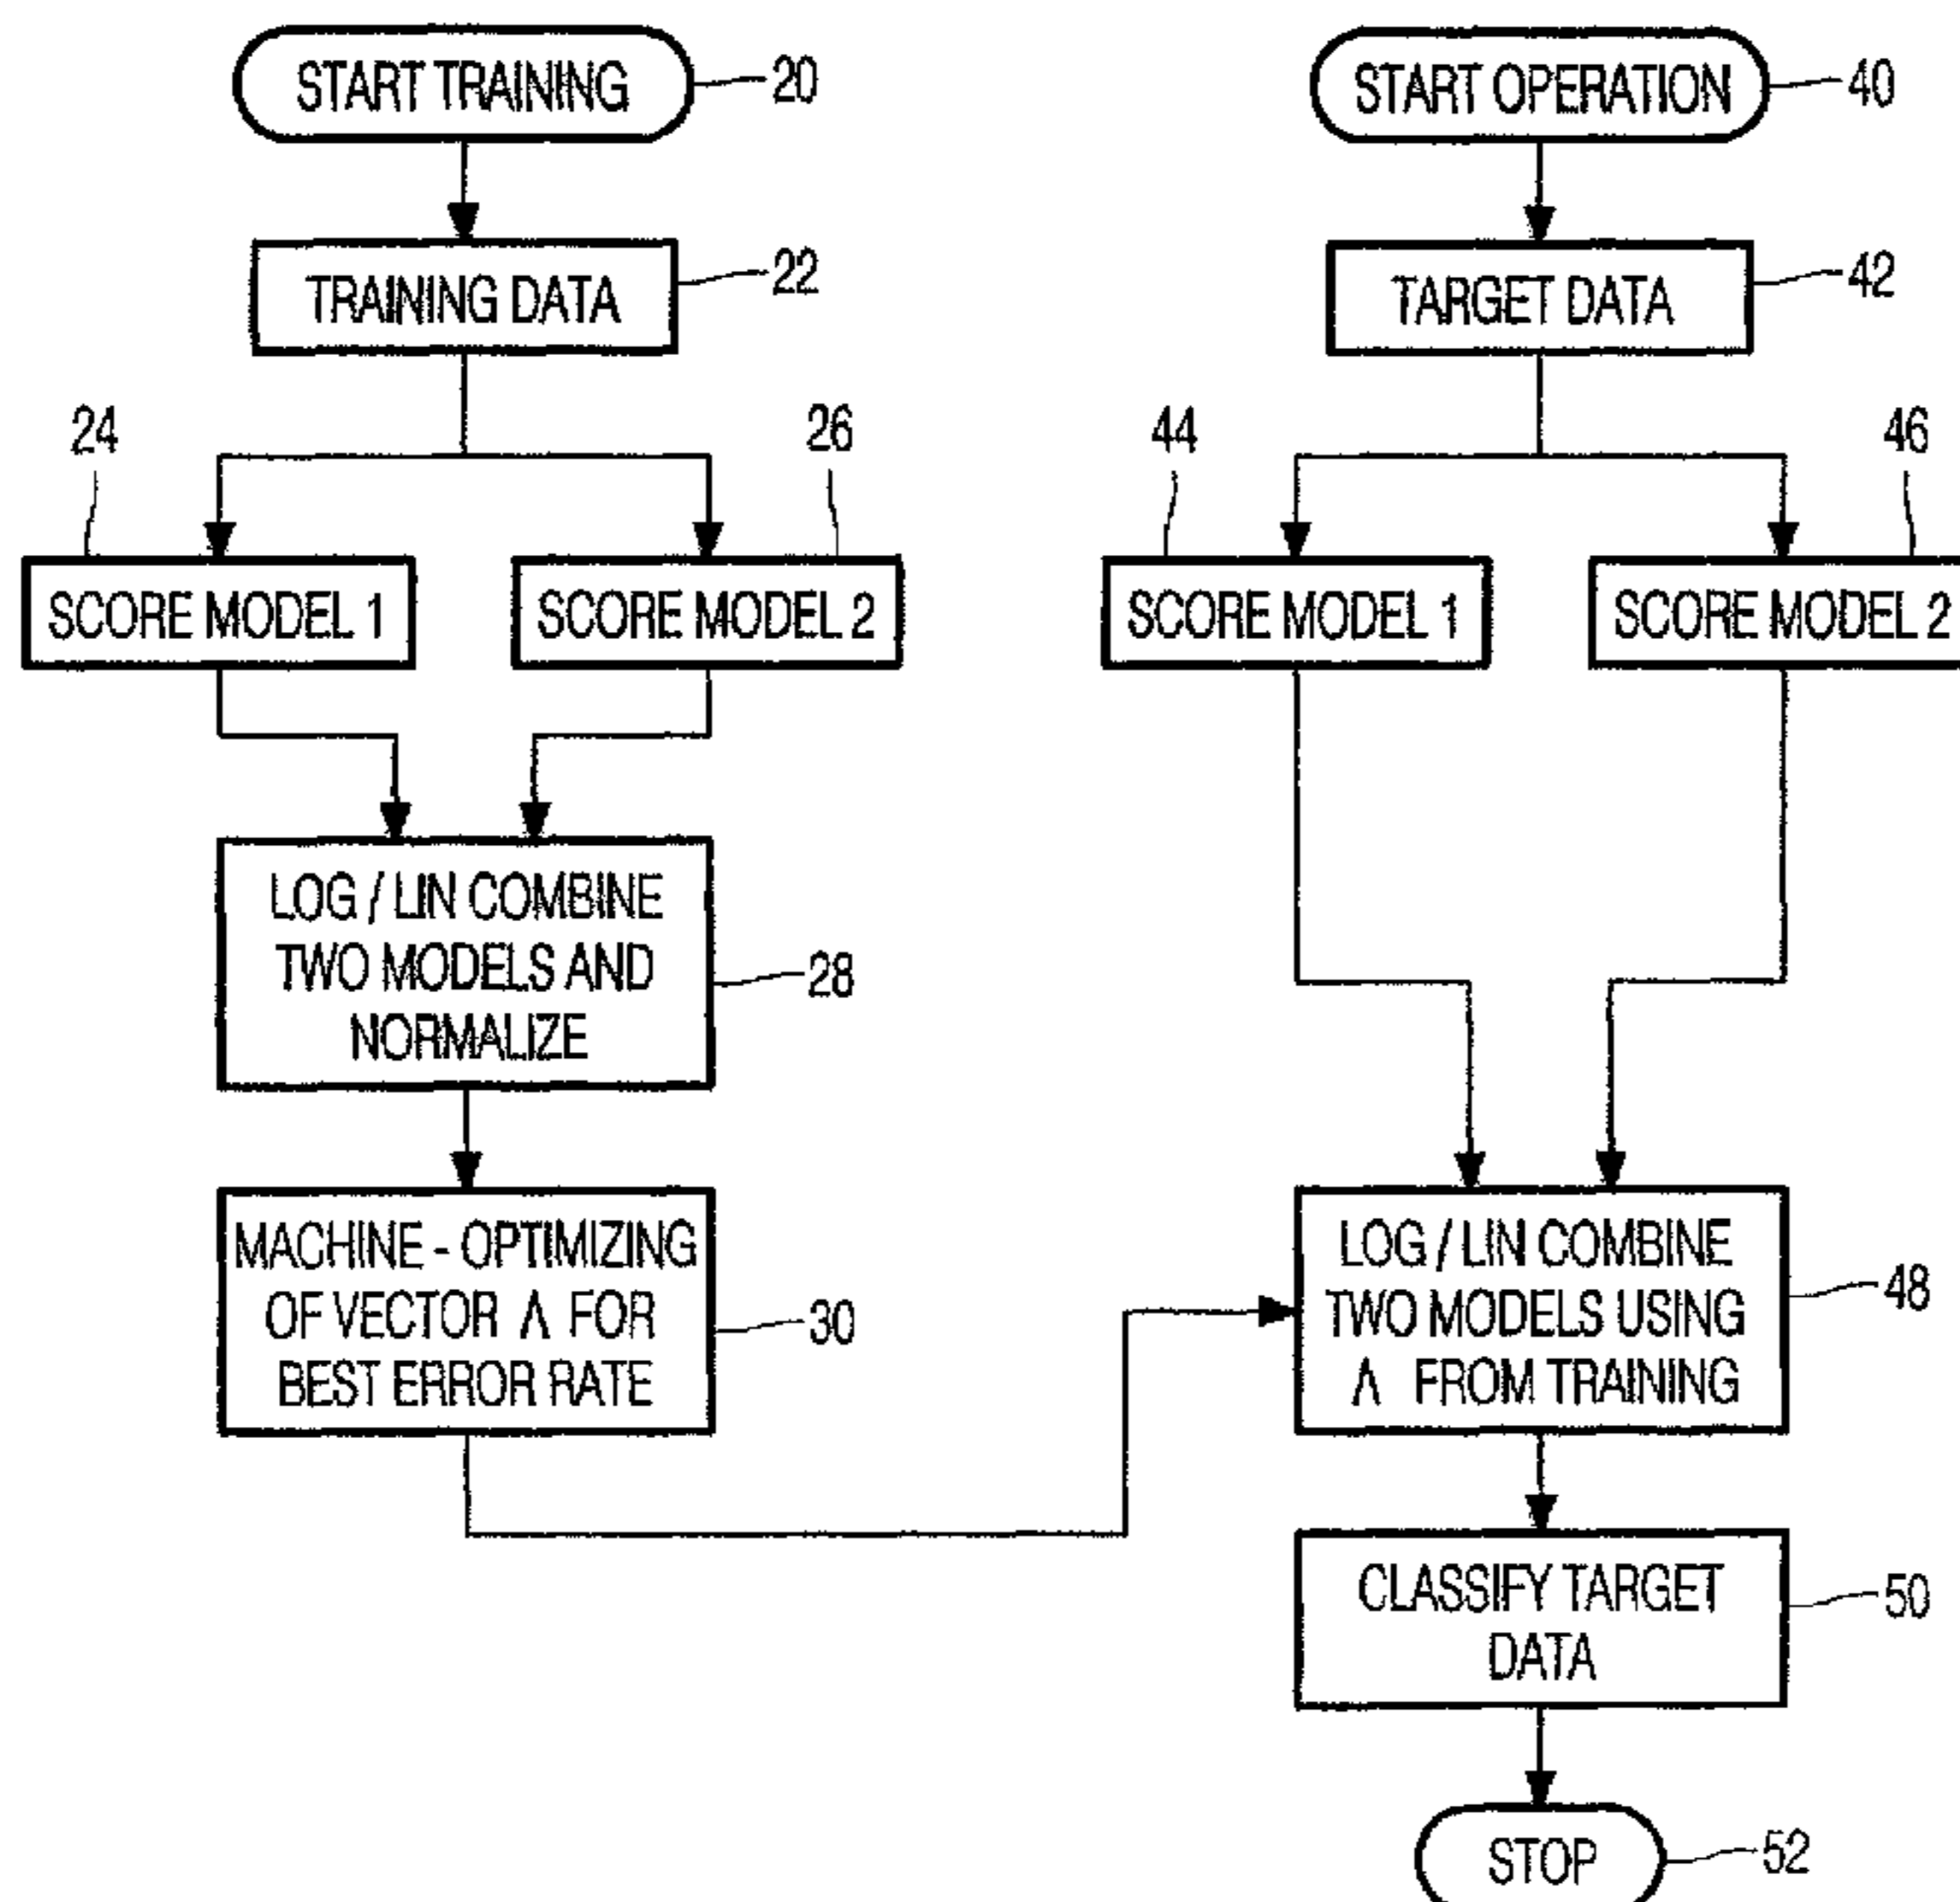 START TRAINING
20
TRAINING DATA
22
24
26
SCORE MODEL 1
SCORE MODEL 2
LOG / LIN COMBINE
TWO MODELS AND
NORMALIZE
28
MACHINE - OPTIMIZING
OF VECTOR Λ FOR
BEST ERROR RATE
30
START OPERATION
40
TARGET DATA
42
44
46
SCORE MODEL 1
SCORE MODEL 2
LOG / LIN COMBINE
TWO MODELS USING
Λ FROM TRAINING
48
CLASSIFY TARGET
DATA
50
STOP
52